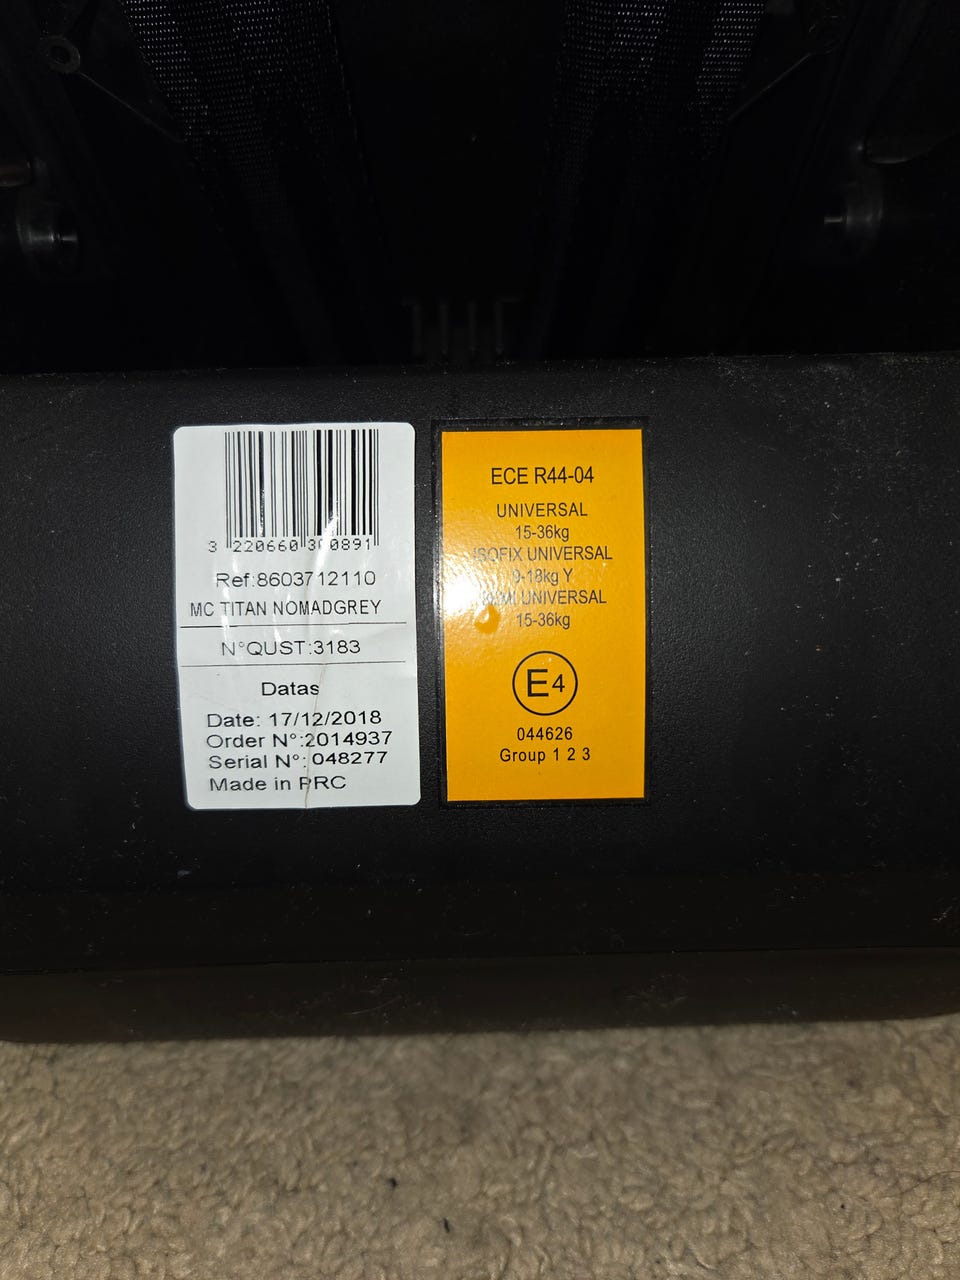 3 220660 300891
Ref:8603712110
MC TITAN NOMADGREY
N°QUST:3183
Datas
Date: 17/12/2018
Order N°:2014937
Serial N°: 048277
Made in PRC
ECE R44-04
UNIVERSAL
15-36kg
ISOFIX UNIVERSAL
9-18kg Y
SEMI UNIVERSAL
15-36kg
E4
044626
Group 1 2 3